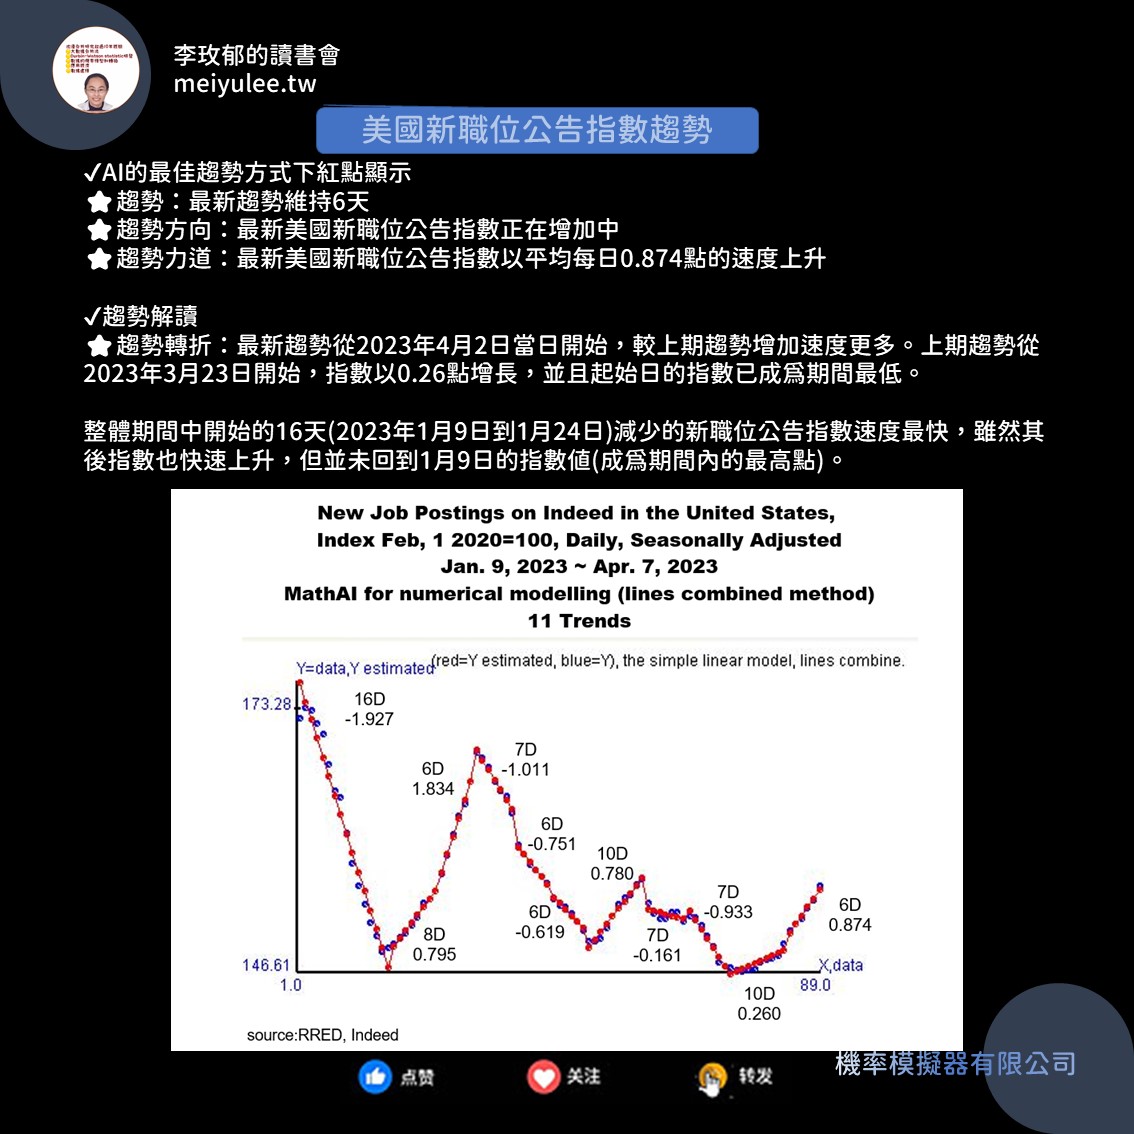 李玫郁的讀書會
meiyulee.tw
美國新職位公告指數趨勢
✓AI的最佳趨勢方式下紅點顯示
⭐趨勢：最新趨勢維持6天
⭐趨勢方向：最新美國新職位公告指數正在增加中
⭐趨勢力道：最新美國新職位公告指數以平均每日0.874點的速度上升
✓趨勢解讀
⭐趨勢轉折：最新趨勢從2023年4月2日當日開始，較上期趨勢增加速度更多。上期趨勢從
2023年3月23日開始，指數以0.26點增長，並且起始日的指數已成為期間最低。
整體期間中開始的16天(2023年1月9日到1月24日)減少的新職位公告指數速度最快，雖然其
後指數也快速上升，但並未回到1月9日的指數值(成為期間內的最高點)。
New Job Postings on Indeed in the United States,
Index Feb, 1 2020=100, Daily, Seasonally Adjusted
Jan. 9, 2023 ~ Apr. 7, 2023
MathAI for numerical modelling (lines combined method)
11 Trends
Y=data,Y estimated
(red=Y estimated, blue=Y), the simple linear model, lines combine.
173.28
16D
-1.927
7D
-1.011
6D
1.834
6D
-0.751
10D
0.780
7D
-0.933
6D
0.874
6D
-0.619
8D
0.795
7D
-0.161
146.61
X,data
1.0
89.0
10D
0.260
source:RRED, Indeed
点赞
关注
转发
機率模擬器有限公司